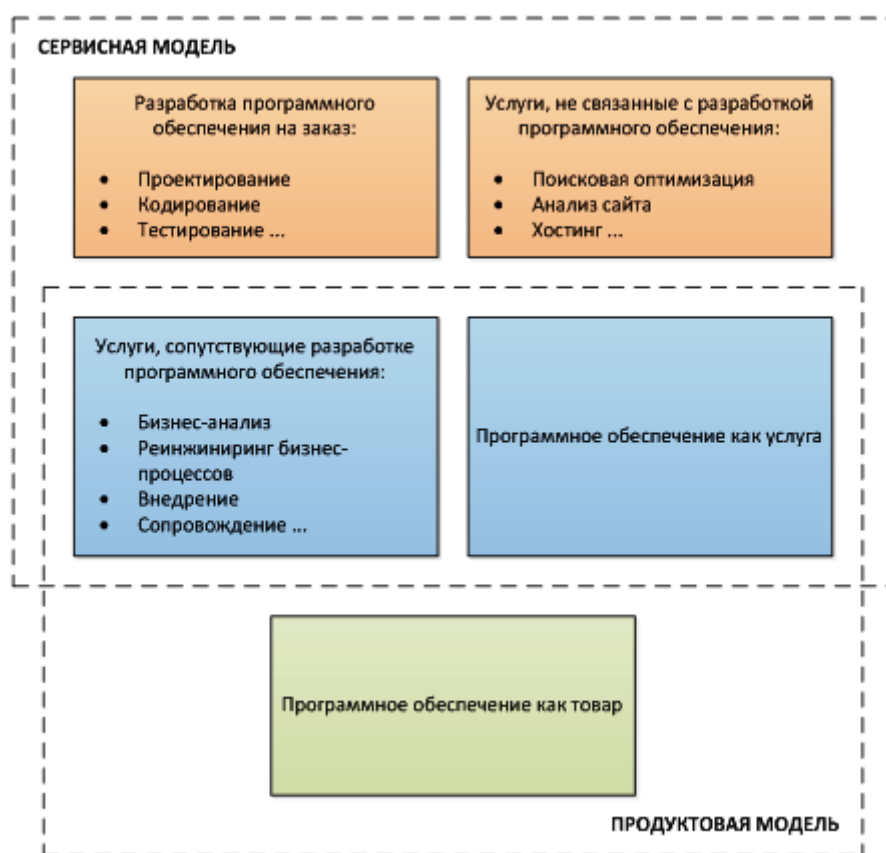 СЕРВИСНАЯ МОДЕЛЬ
Разработка программного
обеспечения на заказ:
• Проектирование
• Кодирование
• Тестирование ...
Услуги, не связанные с разработкой
программного обеспечения:
• Поисковая оптимизация
• Анализ сайта
• Хостинг ...
Услуги, сопутствующие разработке
программного обеспечения:
• Бизнес-анализ
• Реинжиниринг бизнес-
процессов
• Внедрение
• Сопровождение ...
Программное обеспечение как услуга
Программное обеспечение как товар
ПРОДУКТОВАЯ МОДЕЛЬ